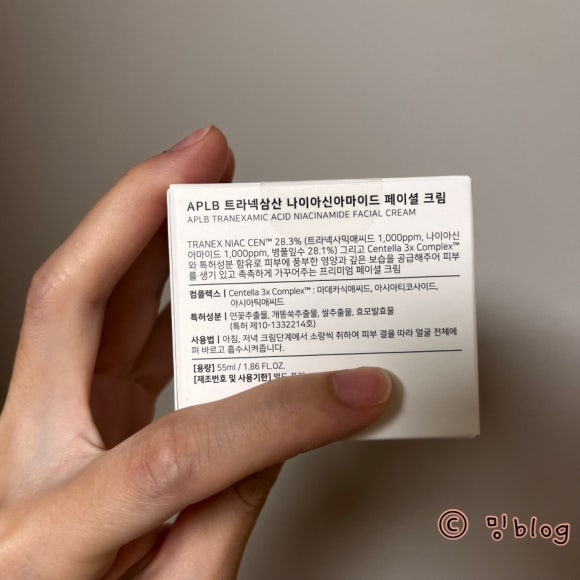 APLB 트라넥삼산 나이아신아마이드 페이셜 크림
APLB TRANEXAMIC ACID NIACINAMIDE FACIAL CREAM
TRANEX NIAC CEN™ 28.3% (트라넥사믹애씨드 1,000ppm, 나이아신
아마이드 1,000ppm, 병풀잎수 28.1%) 그리고 Centella 3x Complex™
와 특허성분 함유로 피부에 풍부한 영양과 깊은 보습을 공급해주어 피부
를 생기 있고 촉촉하게 가꾸어주는 프리미엄 페이셜 크림
컴플렉스 | Centella 3x Complex™ : 마데카식애씨드, 아시아티코사이드,
아시아틱애씨드
특허성분 | 연꽃추출물, 개똥쑥추출물, 쌀추출물, 효모발효물
(특허 제10-1332214호)
사용법 | 아침, 저녁 크림단계에서 소량씩 취하여 피부 결을 따라 얼굴 전체에
펴 바르고 흡수시켜줍니다.
[용량] 55ml / 1.86 FL.OZ.
[제조번호 및 사용기한] 별도
© 밍blog